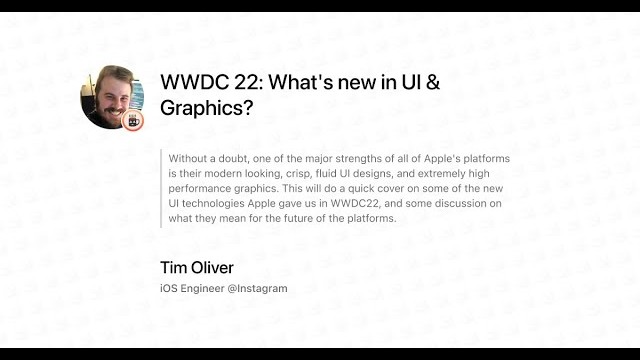 WWDC 22: What's new in UI &
Graphics?
Without a doubt, one of the major strengths of all of Apple's platforms
is their modern looking, crisp, fluid UI designs, and extremely high
performance graphics. This will do a quick cover on some of the new
UI technologies Apple gave us in WWDC22, and some discussion on
what they mean for the future of the platforms.
Tim Oliver
iOS Engineer @Instagram